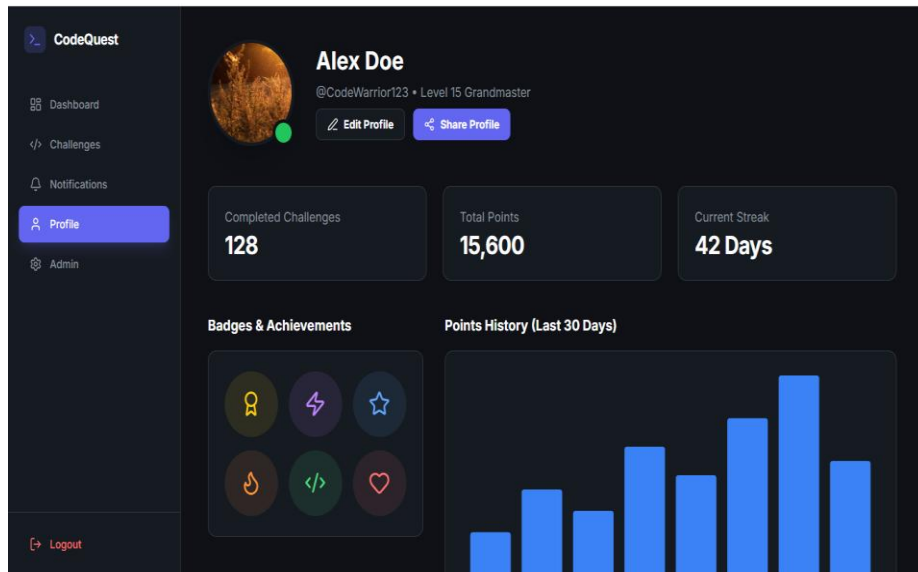 CodeQuest
Dashboard
Challenges
Notifications
Profile
Admin
Logout
Alex Doe
@CodeWarrior123 • Level 15 Grandmaster
Edit Profile
Share Profile
Completed Challenges
128
Total Points
15,600
Current Streak
42 Days
Badges & Achievements
Points History (Last 30 Days)